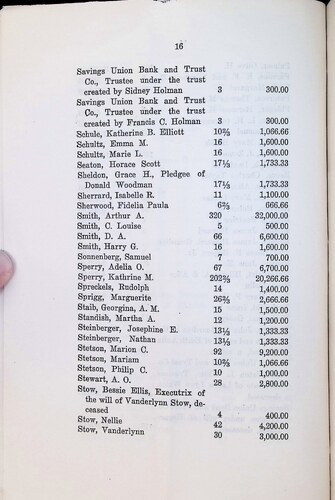 16
Savings Union Bank and Trust
Co., Trustee under the trust
created by Sidney Holman 3 300.00
Savings Union Bank and Trust
Co., Trustee under the trust
created by Francis C. Holman 3 300.00
Schule, Katherine B. Elliott 10⅔ 1,066.66
Schultz, Emma M. 16 1,600.00
Schultz, Marie L. 16 1,600.00
Seaton, Horace Scott 17⅓ 1,733.33
Sheldon, Grace H., Pledgee of
Donald Woodman 17⅓ 1,733.33
Sherrard, Isabelle R. 11 1,100.00
Sherwood, Fidelia Paula 6⅔ 666.66
Smith, Arthur A. 320 32,000.00
Smith, C. Louise 5 500.00
Smith, D. A. 66 6,600.00
Smith, Harry G. 16 1,600.00
Sonnenberg, Samuel 7 700.00
Sperry, Adelia O. 67 6,700.00
Sperry, Kathrine M. 202⅔ 20,266.66
Spreckels, Rudolph 14 1,400.00
Sprigg, Marguerite 26⅔ 2,666.66
Staib, Georgina, A. M. 15 1,500.00
Standish, Martha A. 12 1,200.00
Steinberger, Josephine E. 13⅓ 1,333.33
Steinberger, Nathan 13⅓ 1,333.33
Stetson, Marion C. 92 9,200.00
Stetson, Mariam 10⅔ 1,066.66
Stetson, Philip C. 10 1,000.00
Stewart, A. O. 28 2,800.00
Stow, Bessie Ellis, Executrix of
the will of Vanderlynn Stow, de-
ceased 4 400.00
Stow, Nellie 42 4,200.00
Stow, Vanderlynn 30 3,000.00